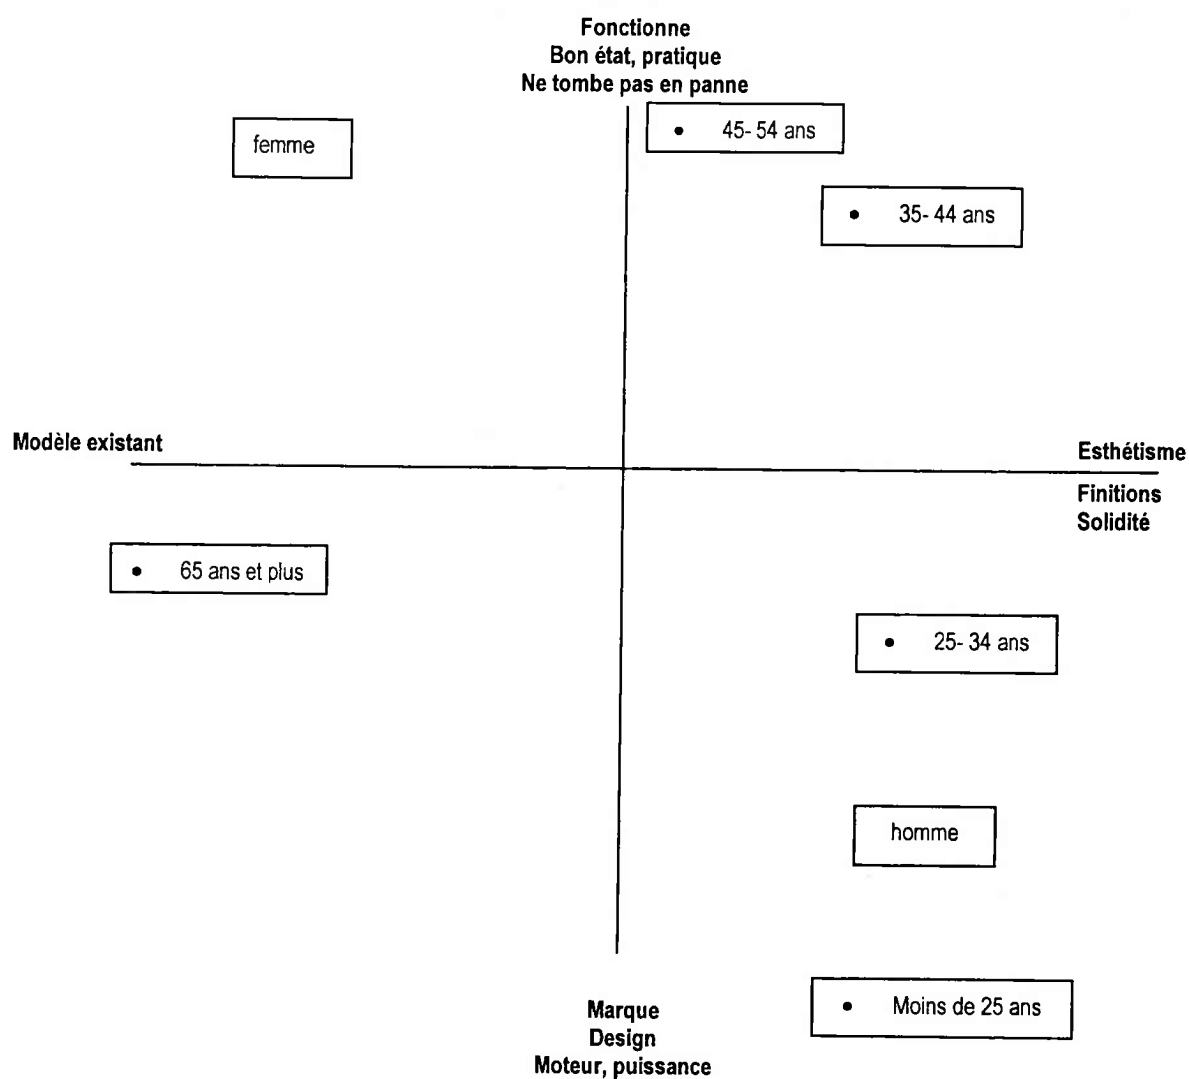 Fonctionne
Bon état, pratique
Ne tombe pas en panne
• 45- 54 ans
femme
• 35- 44 ans
Modèle existant
Esthétisme
Finitions
Solidité
• 65 ans et plus
• 25- 34 ans
homme
• Moins de 25 ans
Marque
Design
Moteur, puissance